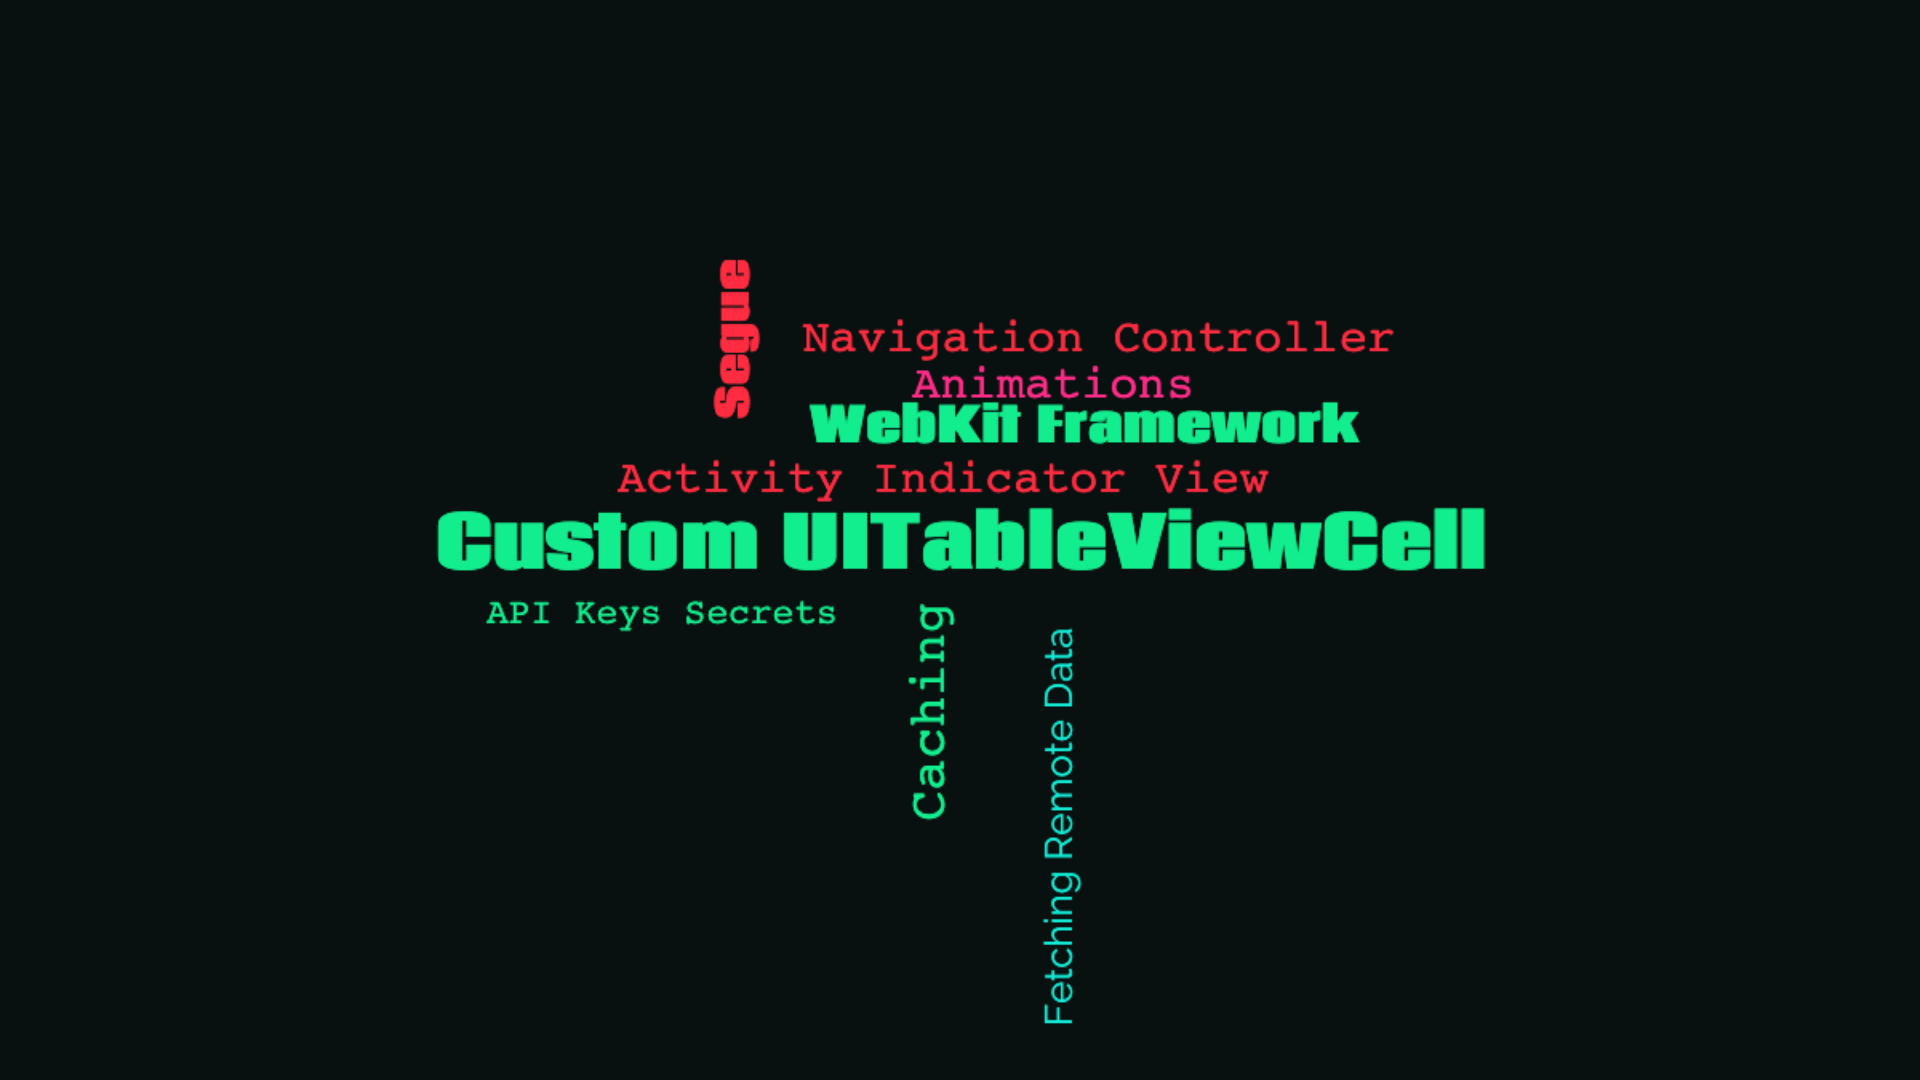 Segue
Navigation Controller
Animations
WebKit Framework
Activity Indicator View
Custom UITableViewCell
API Keys Secrets
Caching
Fetching Remote Data